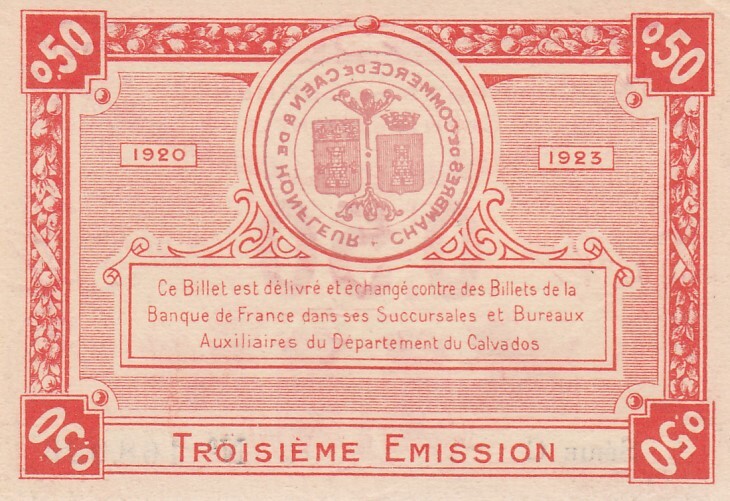 0.50
0.50
CHAMBRES DE COMMERCE DE CAEN & DE HONFLEUR
1920
1923
Ce Billet est délivré et échangé contre des Billets de la
Banque de France dans ses Succursales et Bureaux
Auxiliaires du Département du Calvados
0.50
TROISIÈME EMISSION
0.50